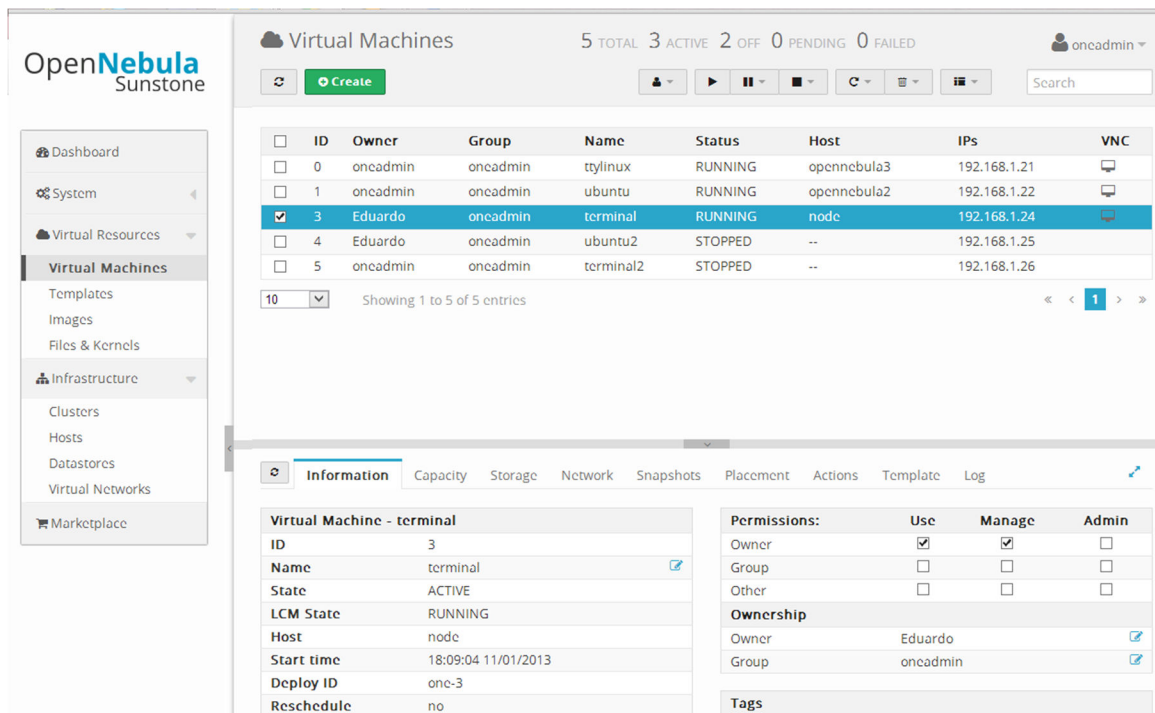 OpenNebula
Sunstone
Dashboard
System
Virtual Resources
Virtual Machines
Templates
Images
Files & Kernels
Infrastructure
Clusters
Hosts
Datastores
Virtual Networks
Marketplace
Virtual Machines 5 TOTAL 3 ACTIVE 2 OFF 0 PENDING 0 FAILED oneadmin
Create Search
ID Owner Group Name Status Host IPs VNC
0 oneadmin oneadmin ttylinux RUNNING opennebula3 192.168.1.21
1 oneadmin oneadmin ubuntu RUNNING opennebula2 192.168.1.22
3 Eduardo oneadmin terminal RUNNING node 192.168.1.24
4 Eduardo oneadmin ubuntu2 STOPPED -- 192.168.1.25
5 oneadmin oneadmin terminal2 STOPPED -- 192.168.1.26
10 Showing 1 to 5 of 5 entries « < 1 > »
Information Capacity Storage Network Snapshots Placement Actions Template Log
Virtual Machine - terminal
ID 3
Name terminal
State ACTIVE
LCM State RUNNING
Host node
Start time 18:09:04 11/01/2013
Deploy ID one-3
Reschedule no
Permissions: Use Manage Admin
Owner
Group
Other
Ownership
Owner Eduardo
Group oneadmin
Tags